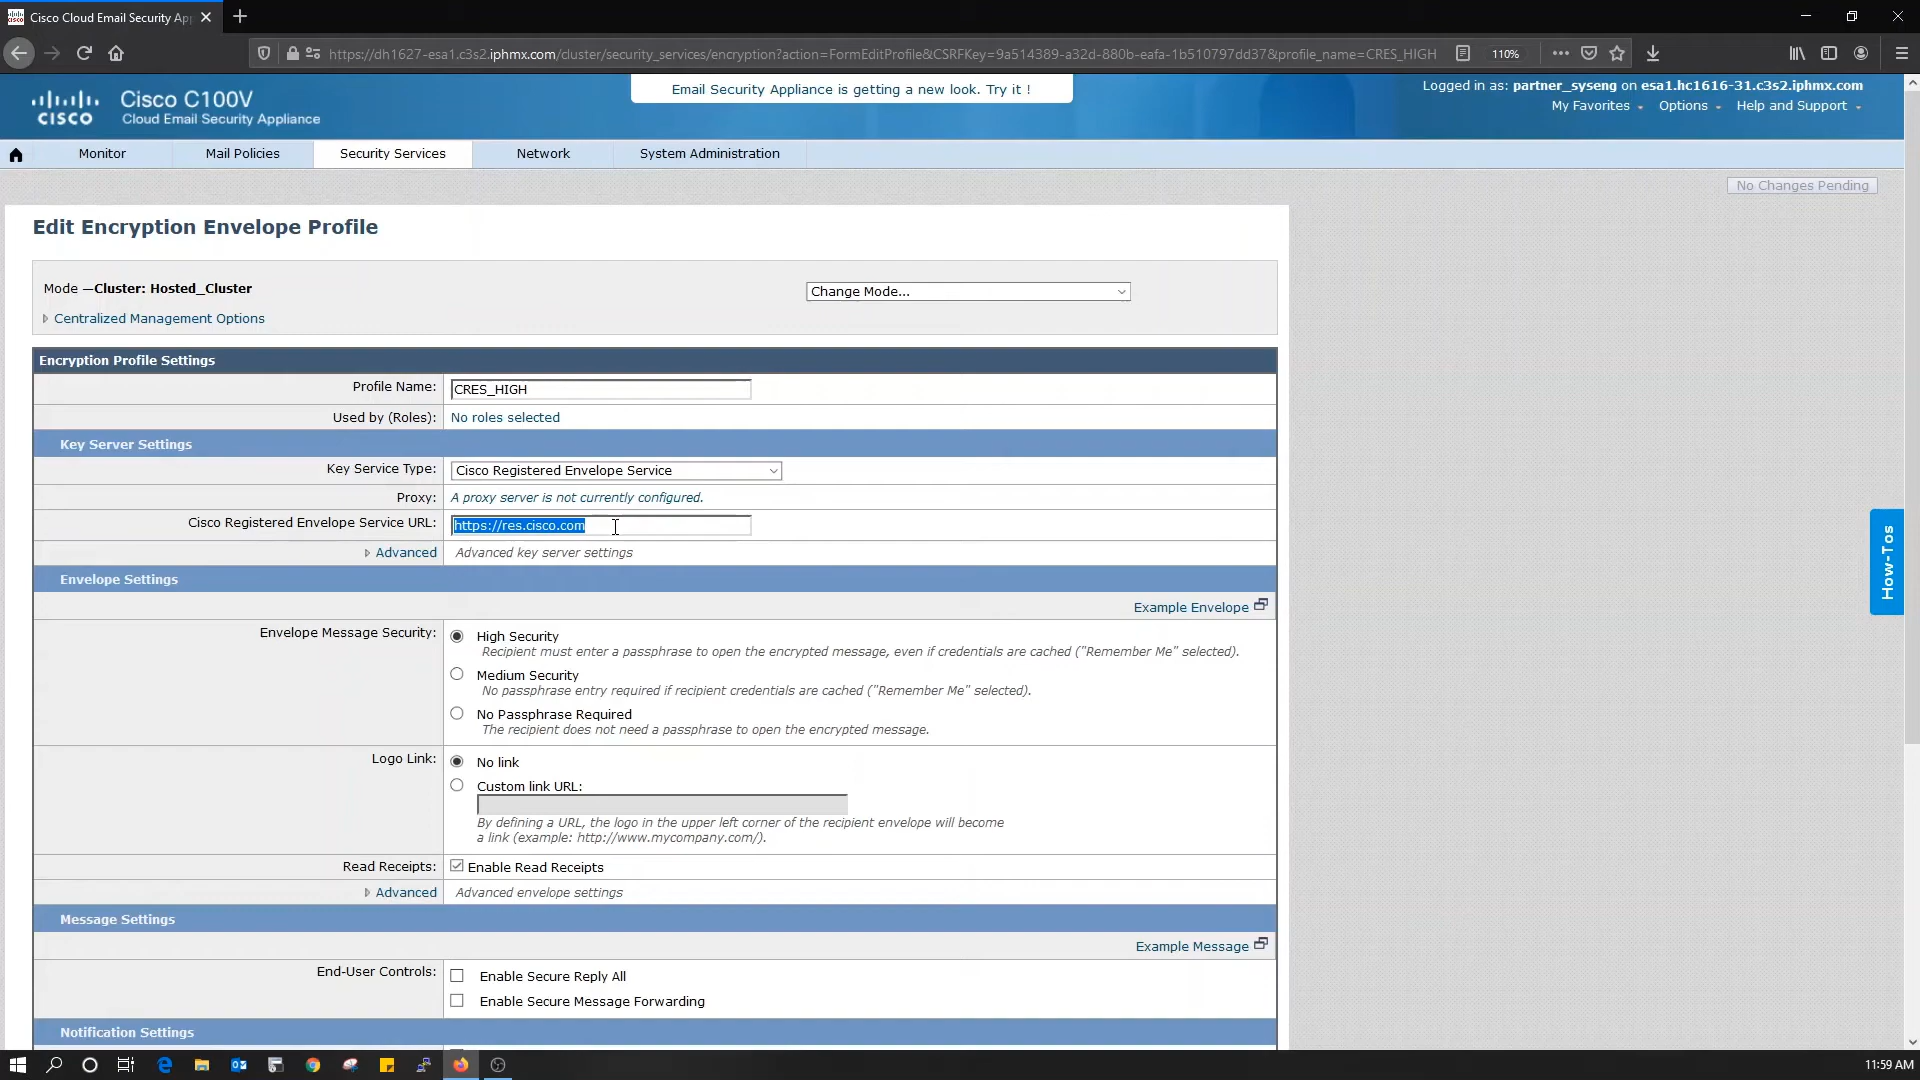 Cisco Cloud Email Security Ap
https://dh1627-esa1.c3s2.iphmx.com/cluster/security_services/encryption?action=FormEditProfile&CSRFKey=9a514389-a32d-880b-eafa-1b510797dd37&profile_name=CRES_HIGH
110%
CISCO
Cisco C100V
Cloud Email Security Appliance
Email Security Appliance is getting a new look. Try it !
Logged in as: partner_syseng on esa1.hc1616-31.c3s2.iphmx.com
My Favorites Options Help and Support
Monitor Mail Policies Security Services Network System Administration
No Changes Pending
Edit Encryption Envelope Profile
Mode —Cluster: Hosted_Cluster
Change Mode...
Centralized Management Options
Encryption Profile Settings
Profile Name: CRES_HIGH
Used by (Roles): No roles selected
Key Server Settings
Key Service Type: Cisco Registered Envelope Service
Proxy: A proxy server is not currently configured.
Cisco Registered Envelope Service URL: https://res.cisco.com
Advanced Advanced key server settings
Envelope Settings
Example Envelope
Envelope Message Security: High Security
Recipient must enter a passphrase to open the encrypted message, even if credentials are cached ("Remember Me" selected).
Medium Security
No passphrase entry required if recipient credentials are cached ("Remember Me" selected).
No Passphrase Required
The recipient does not need a passphrase to open the encrypted message.
Logo Link: No link
Custom link URL:
By defining a URL, the logo in the upper left corner of the recipient envelope will become
a link (example: http://www.mycompany.com/).
Read Receipts: Enable Read Receipts
Advanced Advanced envelope settings
Message Settings
Example Message
End-User Controls: Enable Secure Reply All
Enable Secure Message Forwarding
Notification Settings
How-Tos
11:59 AM